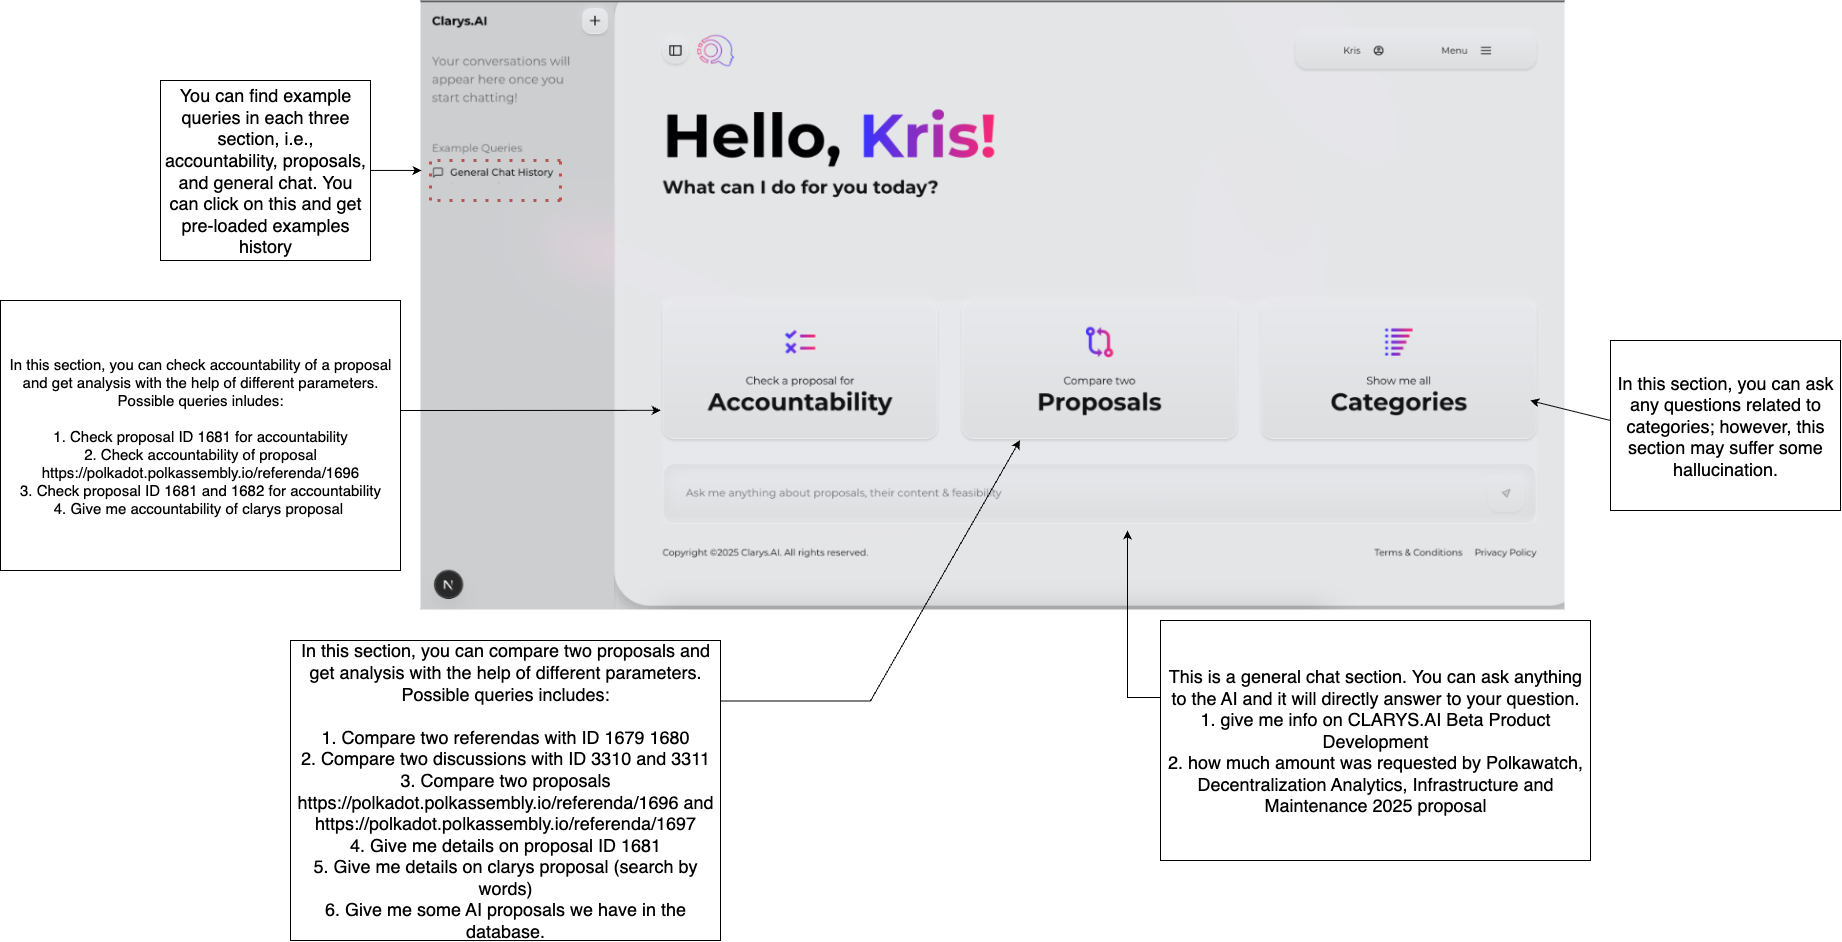 Clarys.AI
+
Your conversations will
appear here once you
start chatting!
Example Queries
General Chat History
N
Kris
Menu
Hello, Kris!
What can I do for you today?
Check a proposal for
Accountability
Compare two
Proposals
Show me all
Categories
Ask me anything about proposals, their content & feasibility
Copyright ©2025 Clarys.AI. All rights reserved.
Terms & Conditions
Privacy Policy
You can find example
queries in each three
section, i.e.,
accountability, proposals,
and general chat. You
can click on this and get
pre-loaded examples
history
In this section, you can check accountability of a proposal
and get analysis with the help of different parameters.
Possible queries inludes:
1. Check proposal ID 1681 for accountability
2. Check accountability of proposal
https://polkadot.polkassembly.io/referenda/1696
3. Check proposal ID 1681 and 1682 for accountability
4. Give me accountability of clarys proposal
In this section, you can ask
any questions related to
categories; however, this
section may suffer some
hallucination.
In this section, you can compare two proposals and
get analysis with the help of different parameters.
Possible queries includes:
1. Compare two referendas with ID 1679 1680
2. Compare two discussions with ID 3310 and 3311
3. Compare two proposals
https://polkadot.polkassembly.io/referenda/1696 and
https://polkadot.polkassembly.io/referenda/1697
4. Give me details on proposal ID 1681
5. Give me details on clarys proposal (search by
words)
6. Give me some AI proposals we have in the
database.
This is a general chat section. You can ask anything
to the AI and it will directly answer to your question.
1. give me info on CLARYS.AI Beta Product
Development
2. how much amount was requested by Polkawatch,
Decentralization Analytics, Infrastructure and
Maintenance 2025 proposal